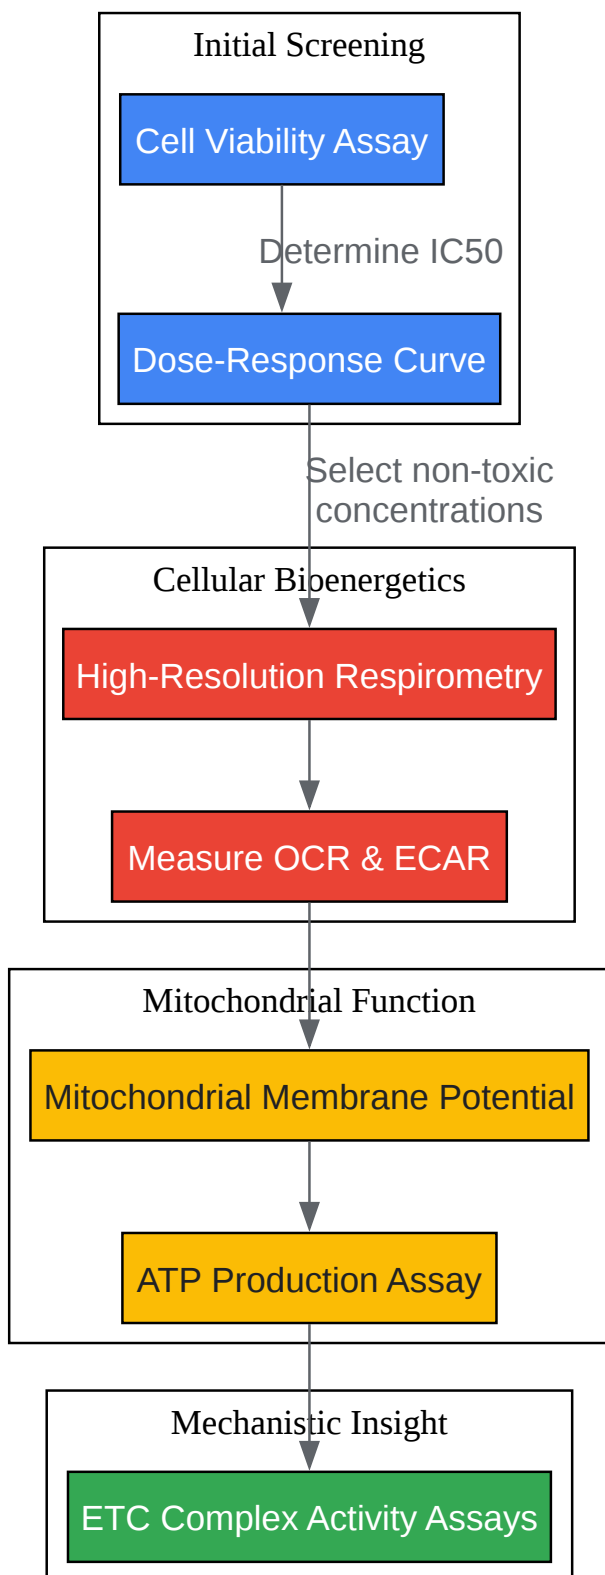 Initial Screening
Cell Viability Assay
Determine IC50
Dose-Response Curve
Select non-toxic
concentrations
Cellular Bioenergetics
High-Resolution Respirometry
Measure OCR & ECAR
Mitochondrial Function
Mitochondrial Membrane Potential
ATP Production Assay
Mechanistic Insight
ETC Complex Activity Assays